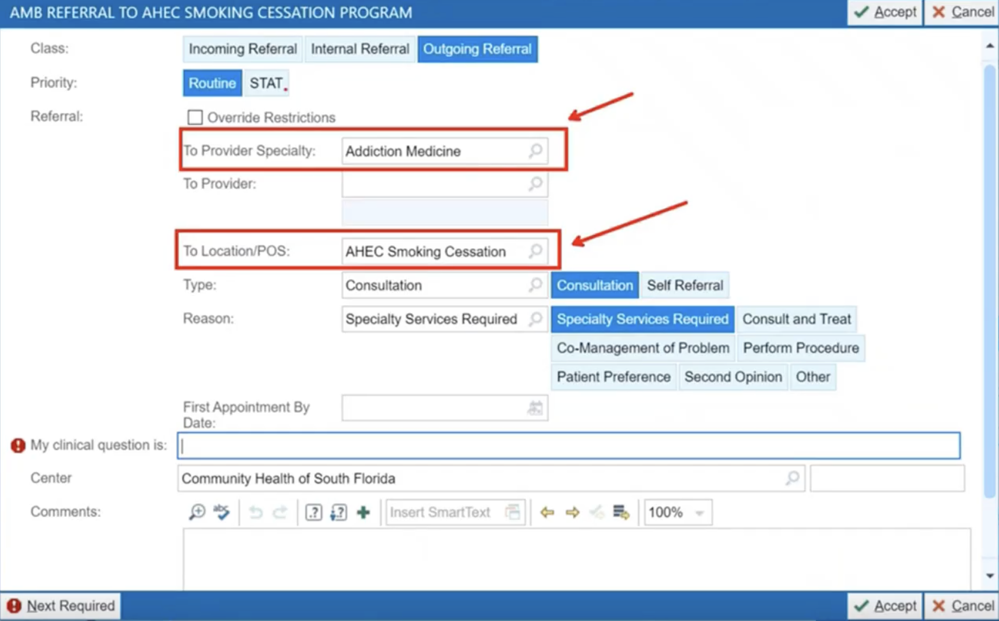 AMB REFERRAL TO AHEC SMOKING CESSATION PROGRAM Accept Cancel
Class: Incoming Referral Internal Referral Outgoing Referral
Priority: Routine STAT
Referral: Override Restrictions
To Provider Specialty: Addiction Medicine
To Provider:
To Location/POS: AHEC Smoking Cessation
Type: Consultation Consultation Self Referral
Reason: Specialty Services Required Specialty Services Required Consult and Treat
Co-Management of Problem Perform Procedure
Patient Preference Second Opinion Other
First Appointment By
Date:
My clinical question is:
Center Community Health of South Florida
Comments: abc .? ? Insert SmartText 100%
Next Required Accept Cancel